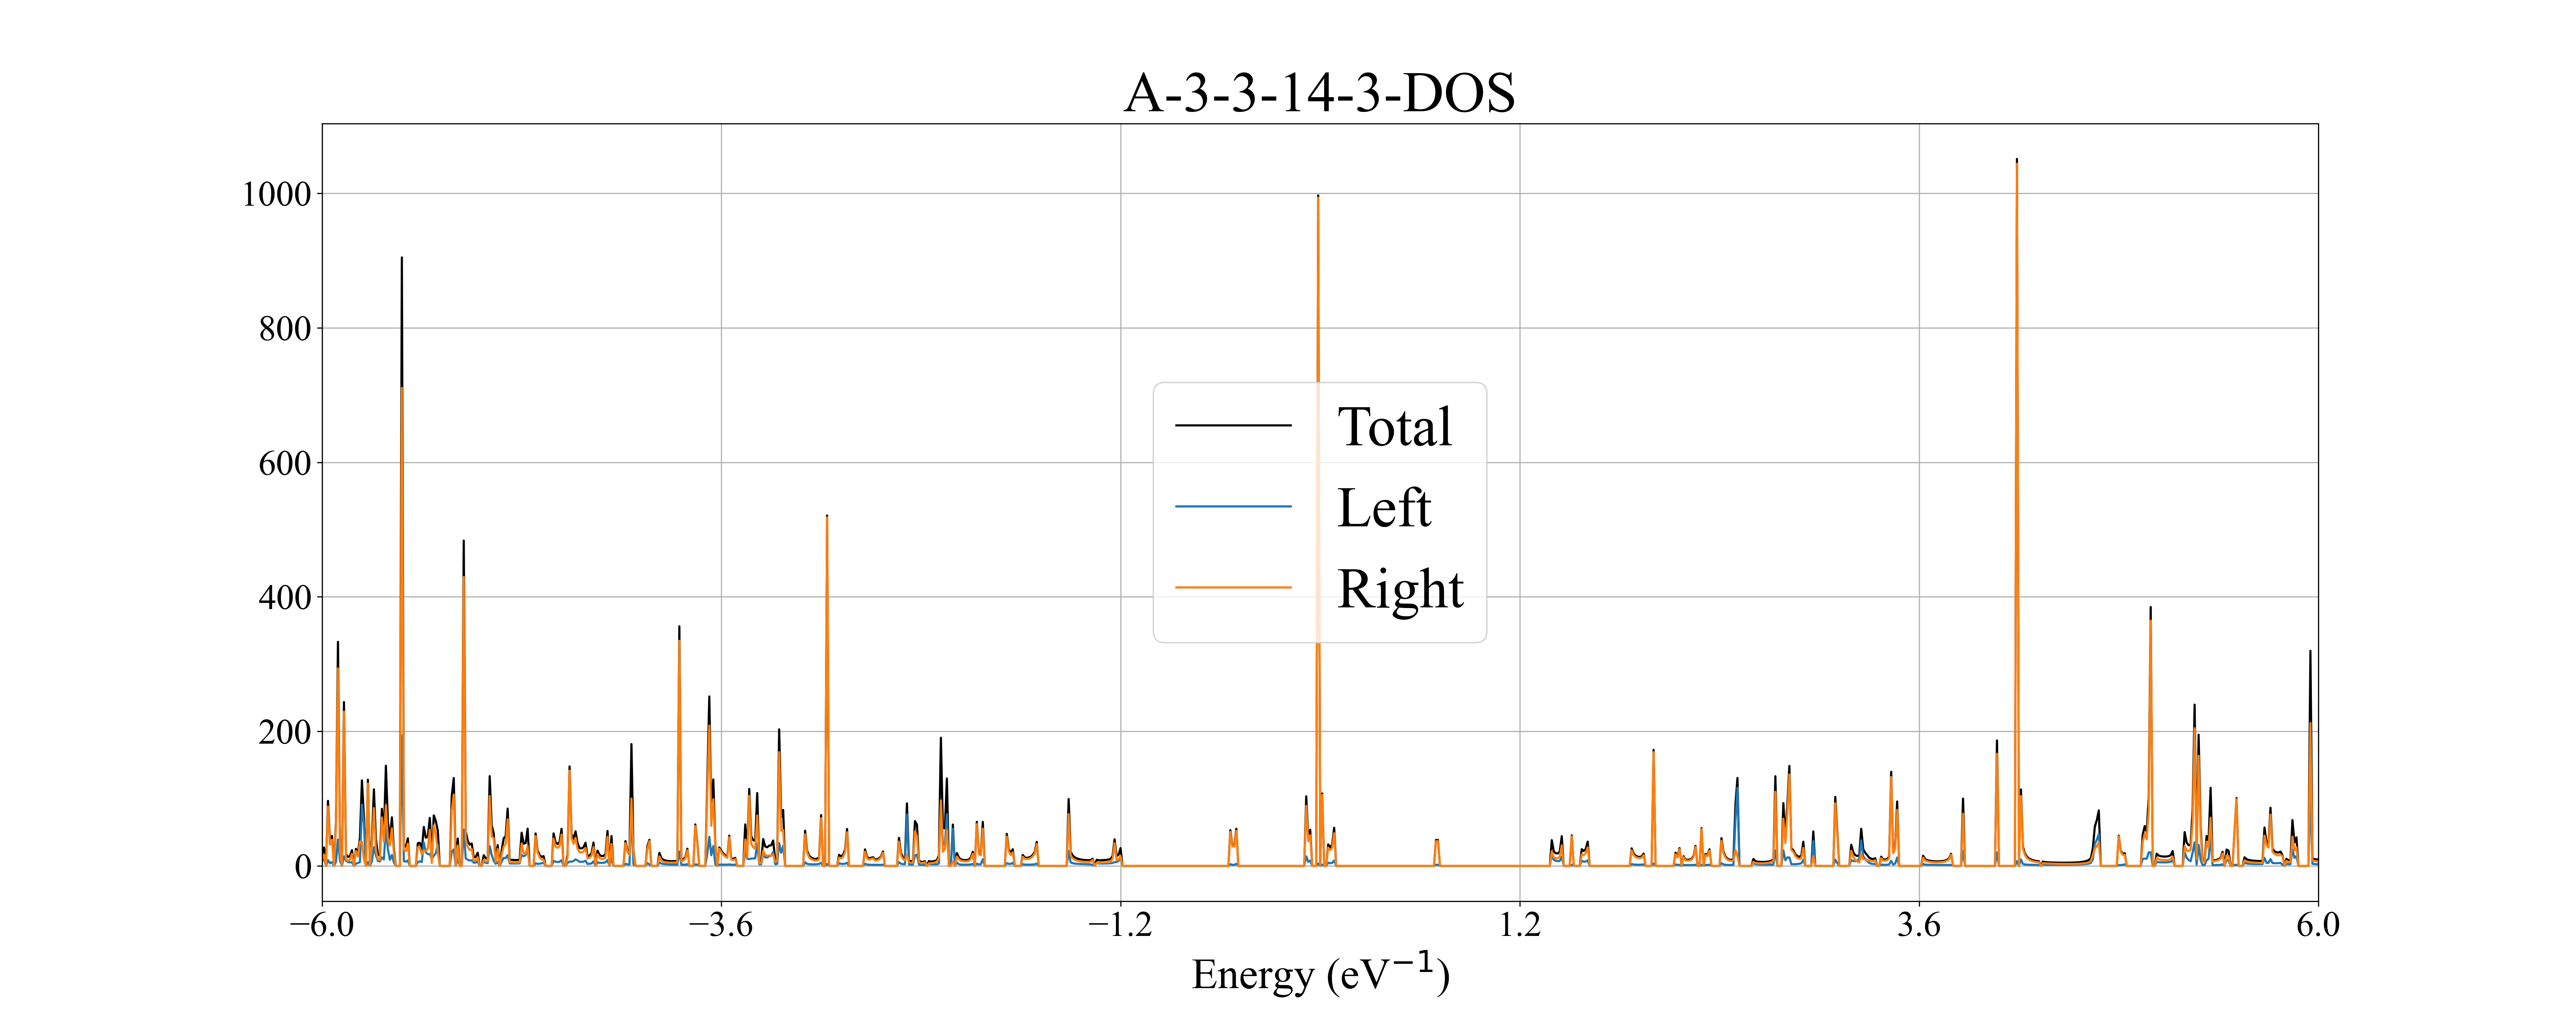 A-3-3-14-3-DOS
1000
800
600
400
200
0
Total
Left
Right
−6.0 −3.6 −1.2 1.2 3.6 6.0
Energy (eV⁻¹)